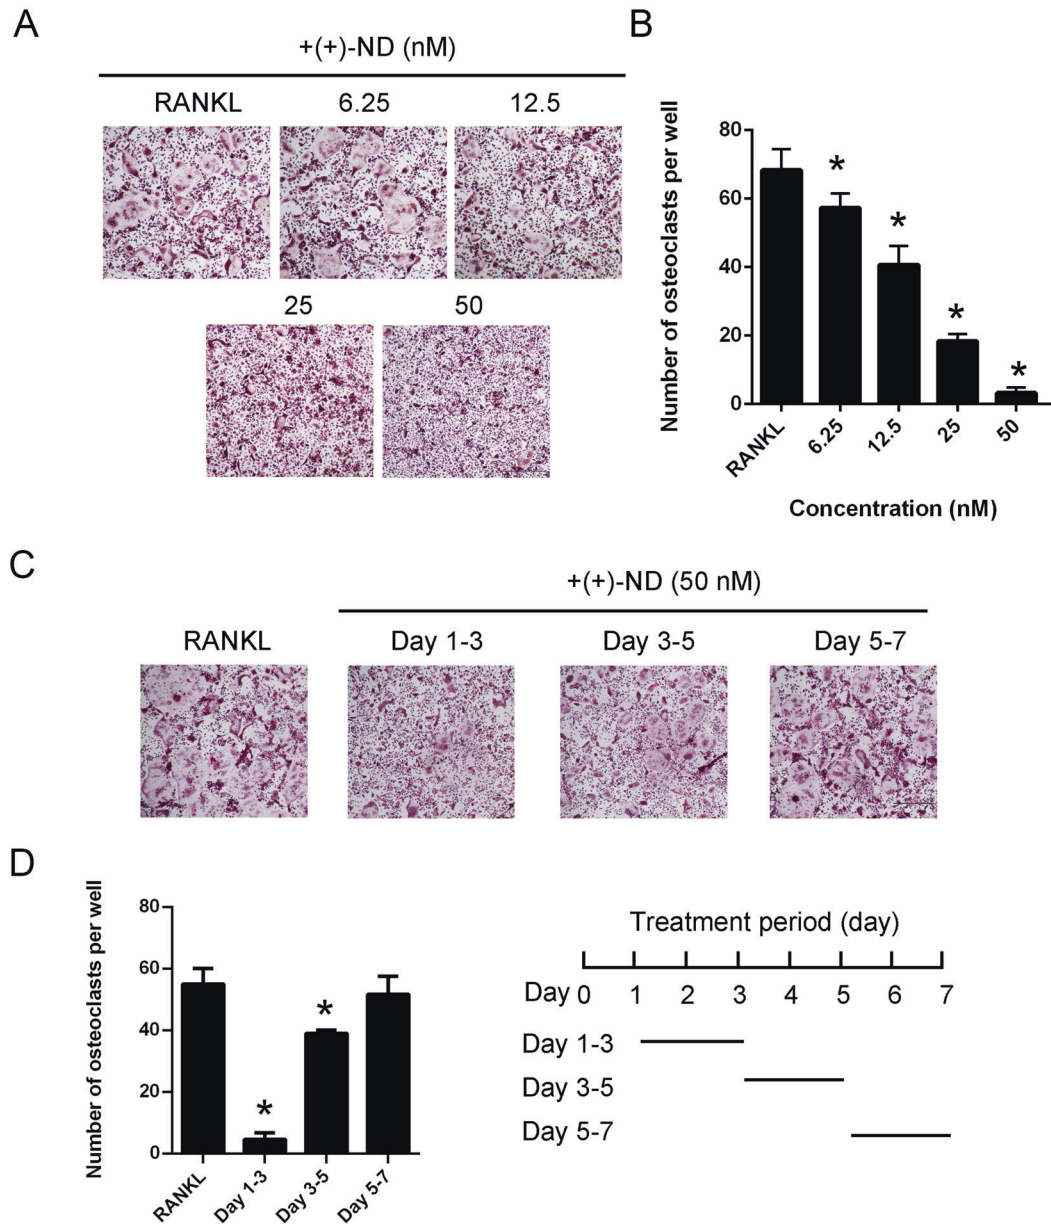 A
+(+)-ND (nM)
RANKL 6.25 12.5
25 50
B
Number of osteoclasts per well
80
60
40
20
0
RANKL 6.25 12.5 25 50
* * * *
Concentration (nM)
C
+(+)-ND (50 nM)
RANKL Day 1-3 Day 3-5 Day 5-7
D
Number of osteoclasts per well
80
60
40
20
0
* *
RANKL Day 1-3 Day 3-5 Day 5-7
Treatment period (day)
Day 0 1 2 3 4 5 6 7
Day 1-3
Day 3-5
Day 5-7